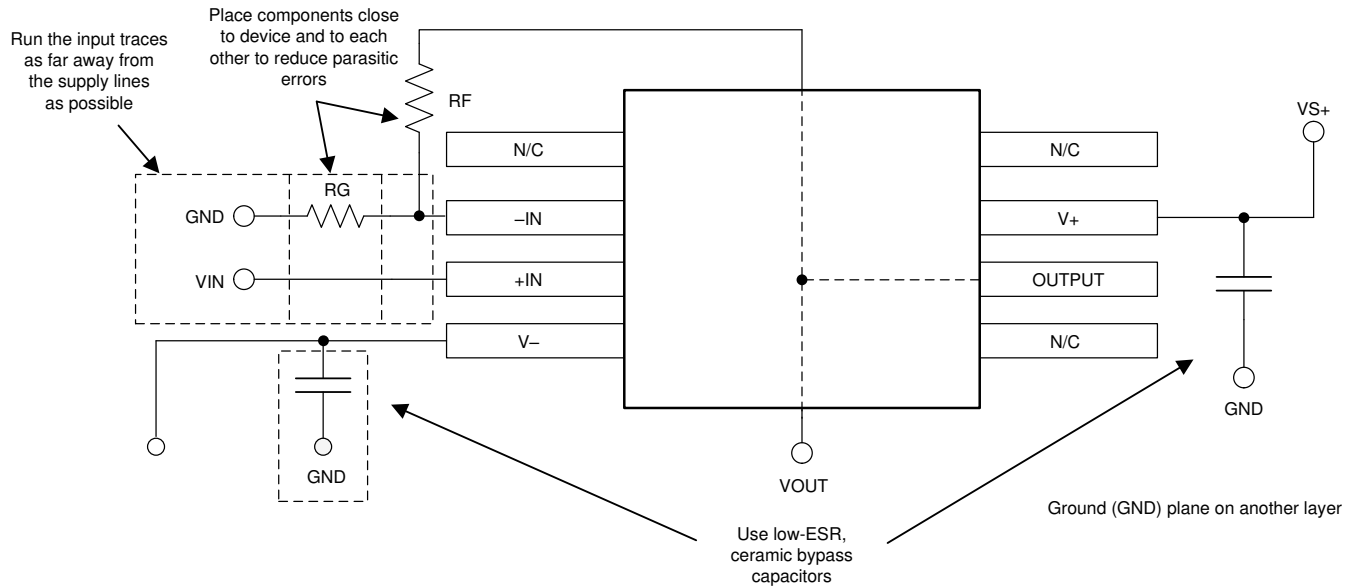 Run the input traces
as far away from
the supply lines
as possible
Place components close
to device and to each
other to reduce parasitic
errors
RF
VS+
N/C
N/C
RG
GND
–IN
V+
VIN
+IN
OUTPUT
V–
N/C
GND
GND
VOUT
Use low-ESR,
ceramic bypass
capacitors
Ground (GND) plane on another layer